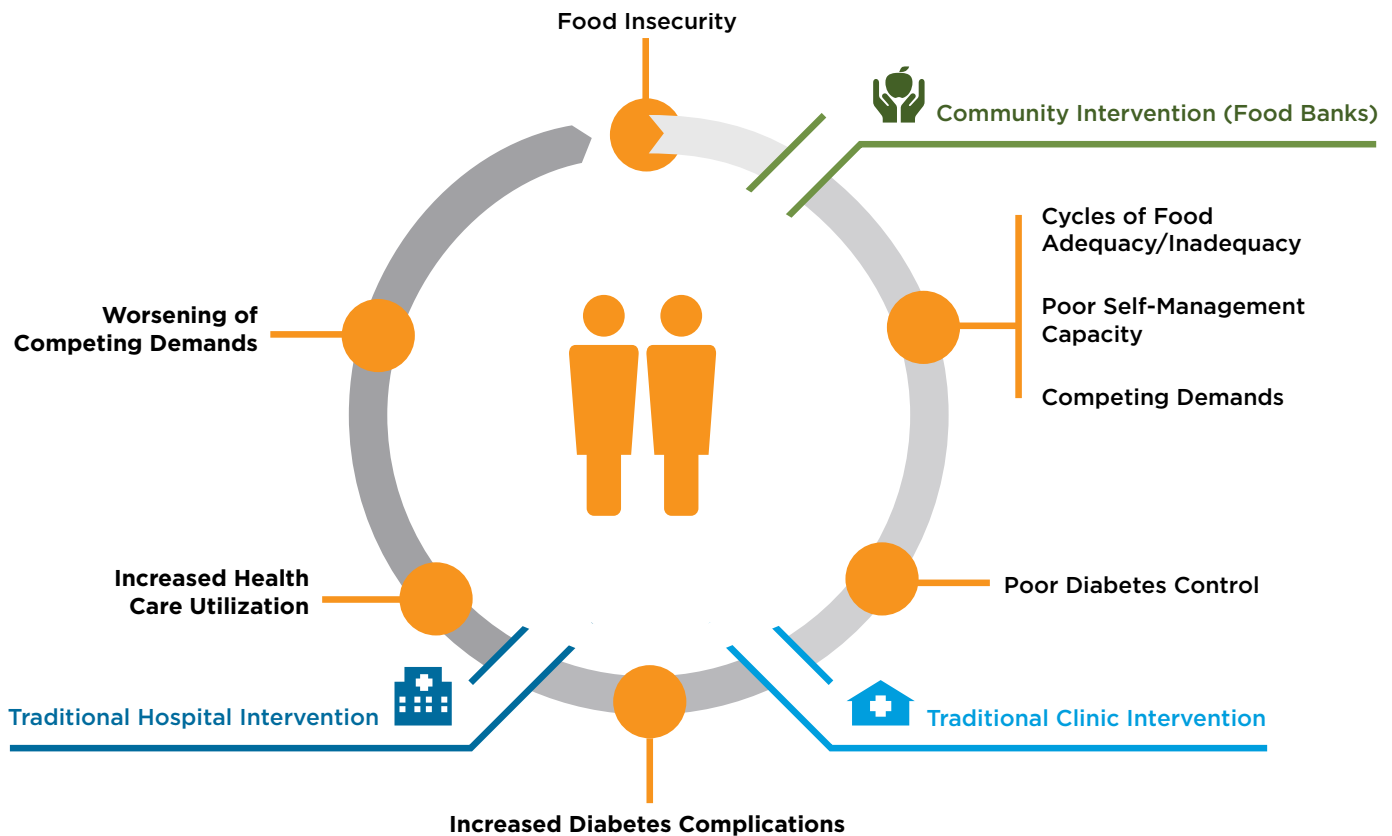 Food Insecurity
Community Intervention (Food Banks)
Cycles of Food
Adequacy/Inadequacy
Poor Self-Management
Capacity
Competing Demands
Poor Diabetes Control
Traditional Clinic Intervention
Increased Diabetes Complications
Traditional Hospital Intervention
Increased Health
Care Utilization
Worsening of
Competing Demands